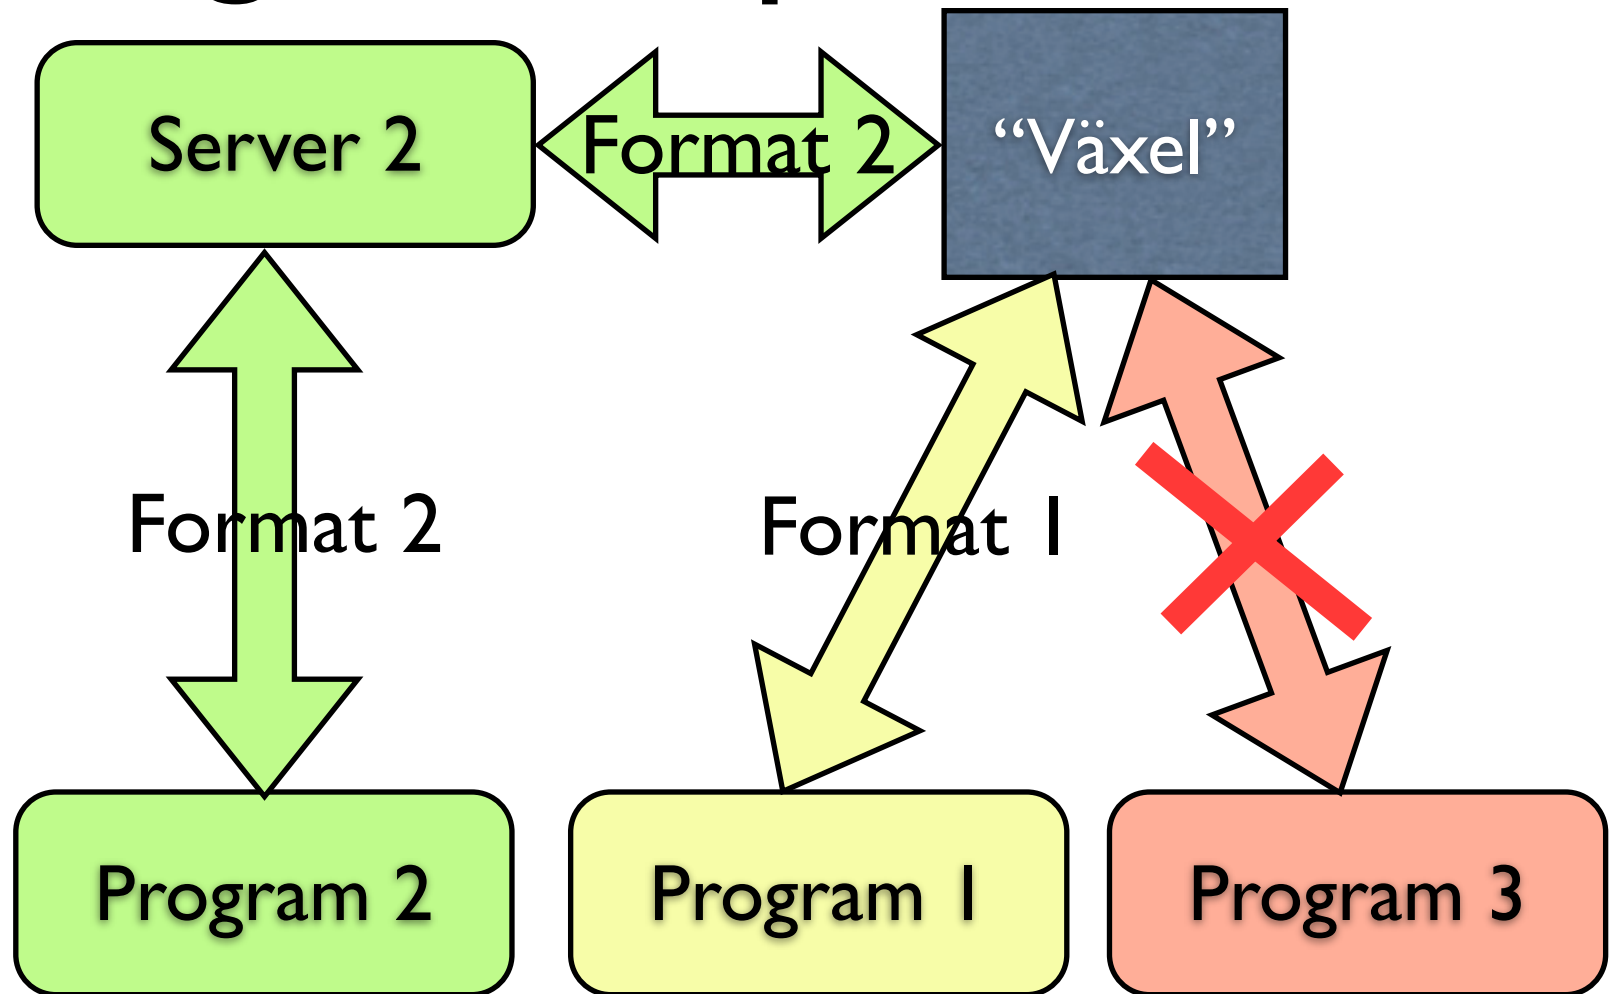 Server 2
Format 2
“Växel”
Format 2
Format 1
Program 2
Program 1
Program 3